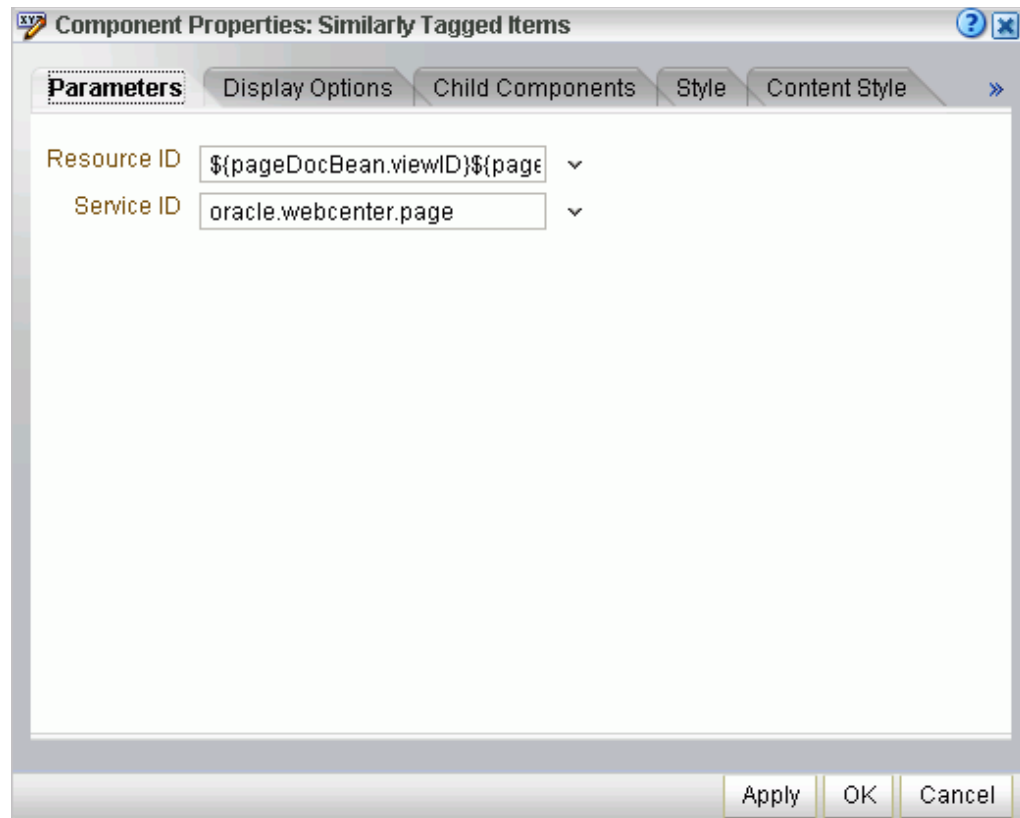 Component Properties: Similarly Tagged Items
Parameters Display Options Child Components Style Content Style »
Resource ID ${pageDocBean.viewID}${page
Service ID oracle.webcenter.page
Apply OK Cancel